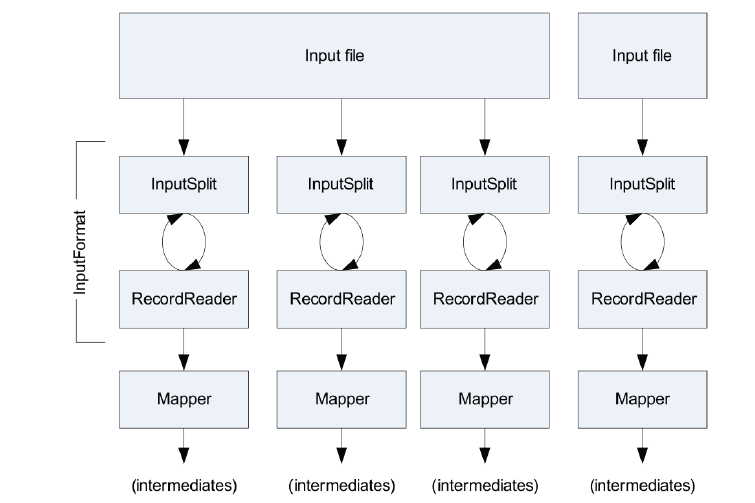 Input file
Input file
InputSplit
InputSplit
InputSplit
InputSplit
InputFormat
RecordReader
RecordReader
RecordReader
RecordReader
Mapper
Mapper
Mapper
Mapper
(intermediates)
(intermediates)
(intermediates)
(intermediates)